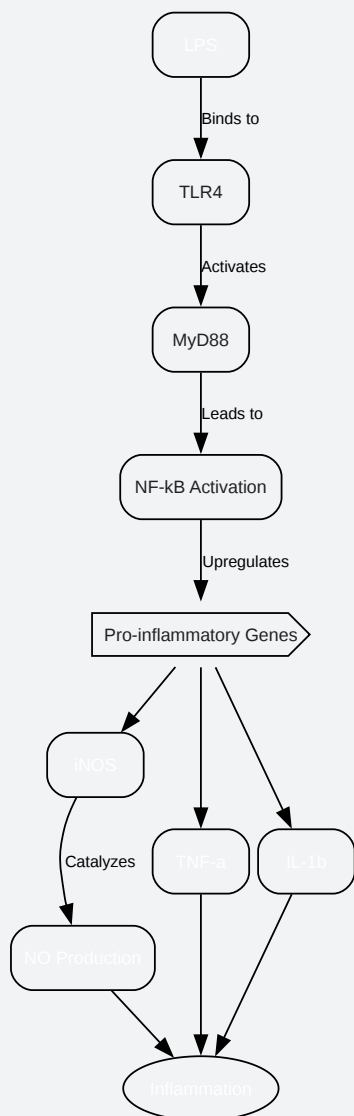 LPS
Binds to
TLR4
Activates
MyD88
Leads to
NF-kB Activation
Upregulates
Pro-inflammatory Genes
iNOS
Catalyzes
TNF-a
IL-1b
NO Production
Inflammation